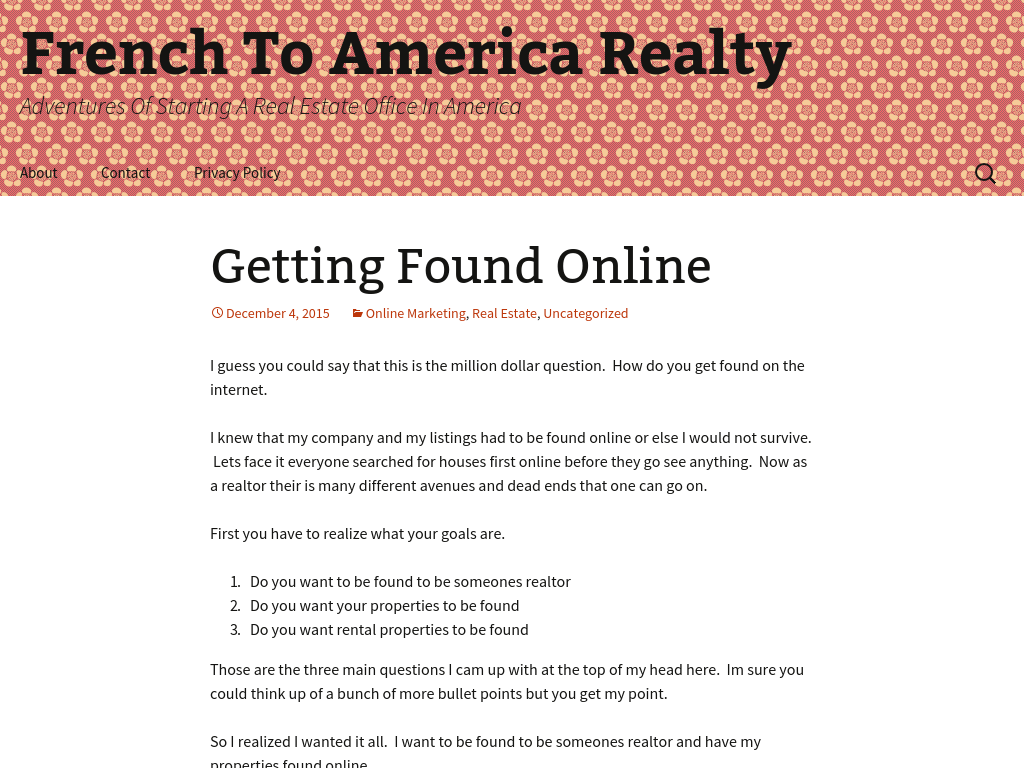 French To America Realty
Adventures Of Starting A Real Estate Office In America
About Contact Privacy Policy
Getting Found Online
December 4, 2015 Online Marketing, Real Estate, Uncategorized
I guess you could say that this is the million dollar question.  How do you get found on the
internet.
I knew that my company and my listings had to be found online or else I would not survive.
Lets face it everyone searched for houses first online before they go see anything.  Now as
a realtor their is many different avenues and dead ends that one can go on.
First you have to realize what your goals are.
1. Do you want to be found to be someones realtor
2. Do you want your properties to be found
3. Do you want rental properties to be found
Those are the three main questions I cam up with at the top of my head here.  Im sure you
could think up of a bunch of more bullet points but you get my point.
So I realized I wanted it all.  I want to be found to be someones realtor and have my
properties found online.